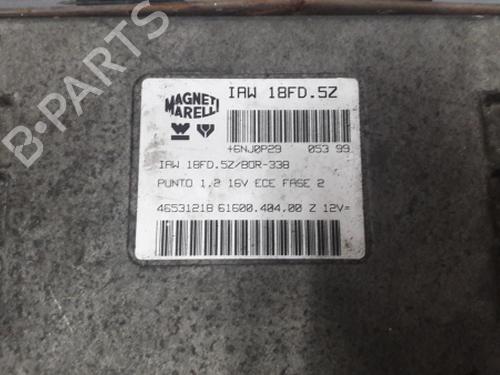 MAGNETI
MARELLI
IAW 18FD.5Z
+6NJ0P29 053 99
IAW 18FD.5Z/8DR-338
PUNTO 1.2 16V ECE FASE 2
46531218 61600.404.00 Z 12V=
B-PARTS